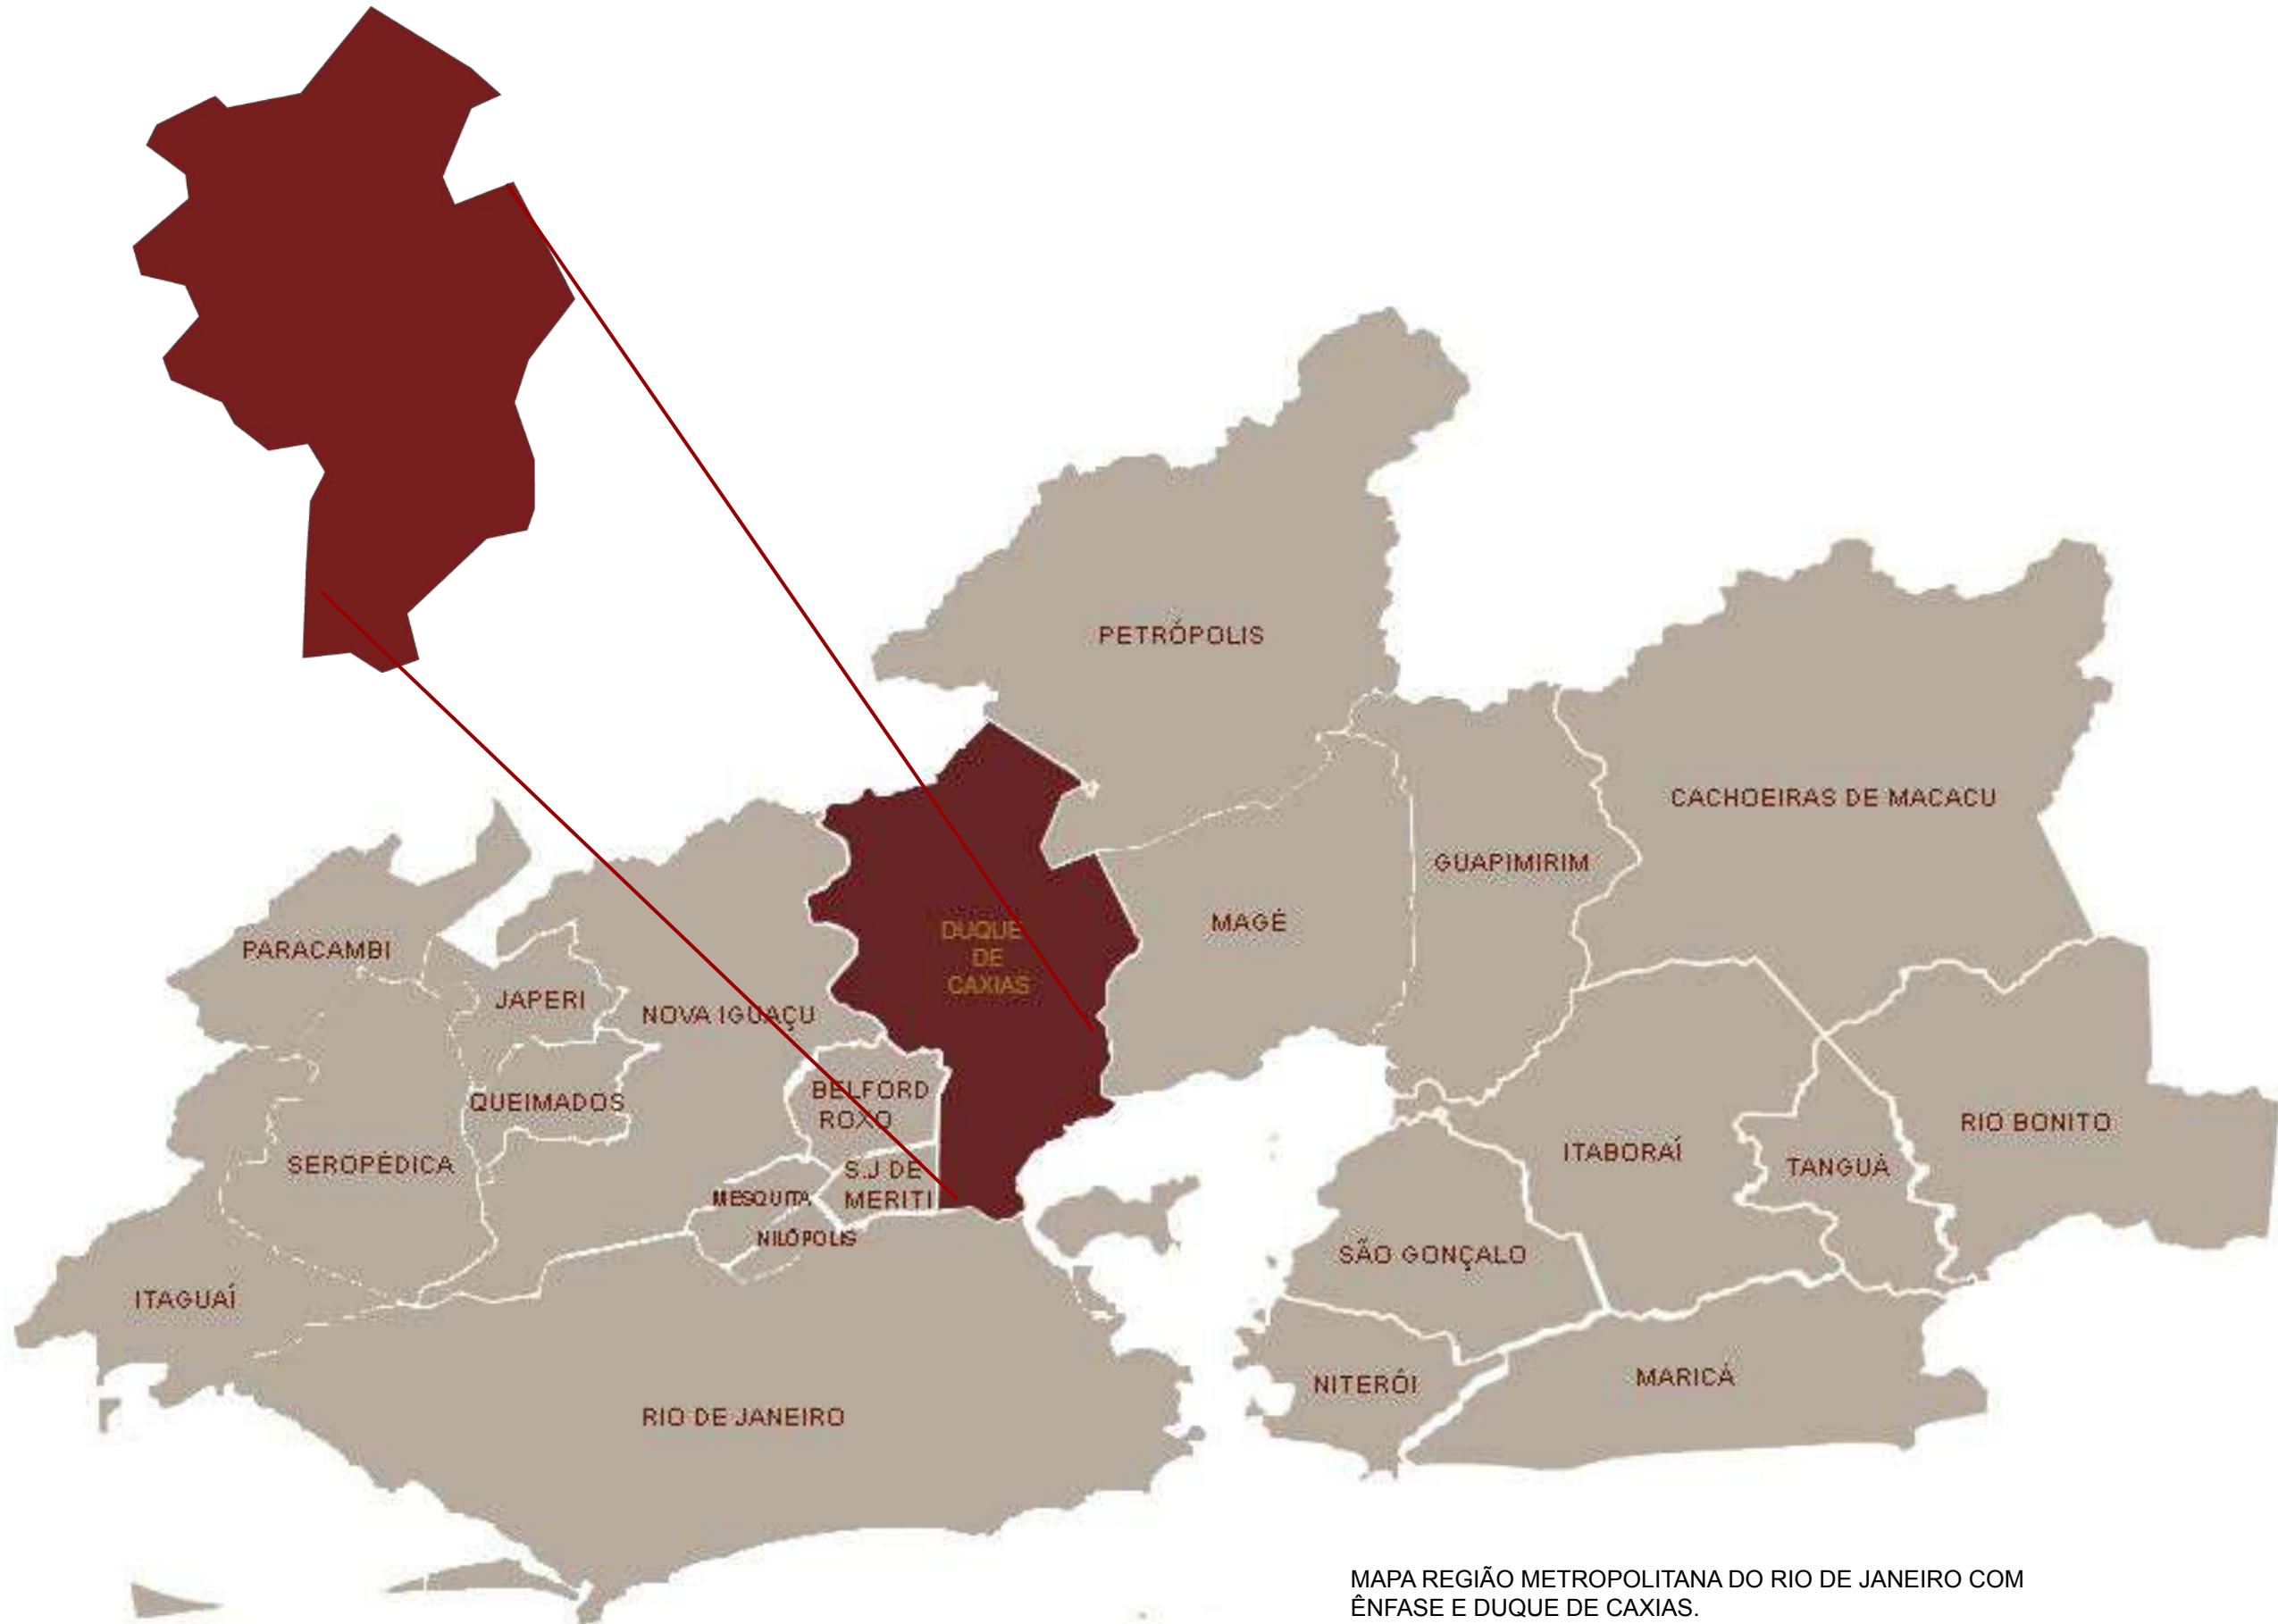 PETRÓPOLIS
CACHOEIRAS DE MACACU
GUAPIMIRIM
MAGÉ
DUQUE
DE
CAXIAS
PARACAMBI
JAPERI
NOVA IGUAÇU
BELFORD
ROXO
QUEIMADOS
RIO BONITO
ITABORAÍ
TANGUÁ
SEROPÉDICA
S.J DE
MERITI
MESQUITA
NILÓPOLIS
SÃO GONÇALO
ITAGUAÍ
NITERÓI
MARICÁ
RIO DE JANEIRO
MAPA REGIÃO METROPOLITANA DO RIO DE JANEIRO COM
ÊNFASE E DUQUE DE CAXIAS.